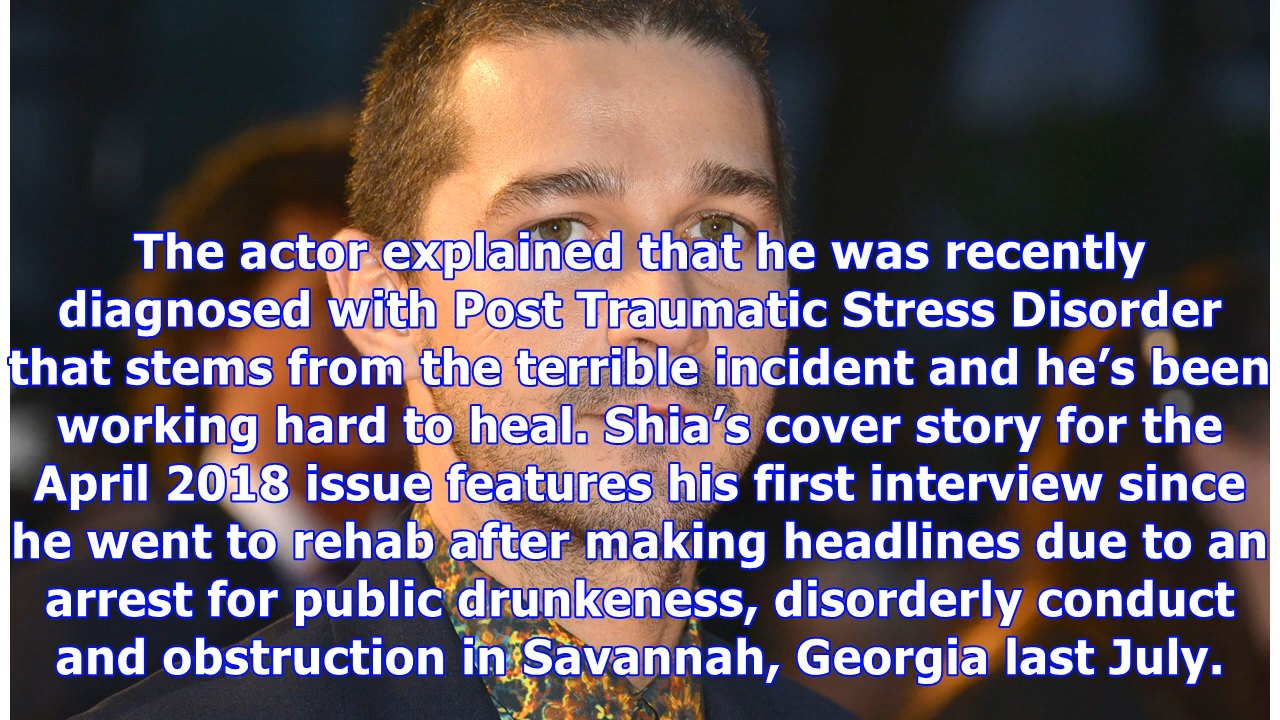 The actor explained that he was recently
diagnosed with Post Traumatic Stress Disorder
that stems from the terrible incident and he’s been
working hard to heal. Shia’s cover story for the
April 2018 issue features his first interview since
he went to rehab after making headlines due to an
arrest for public drunkeness, disorderly conduct
and obstruction in Savannah, Georgia last July.